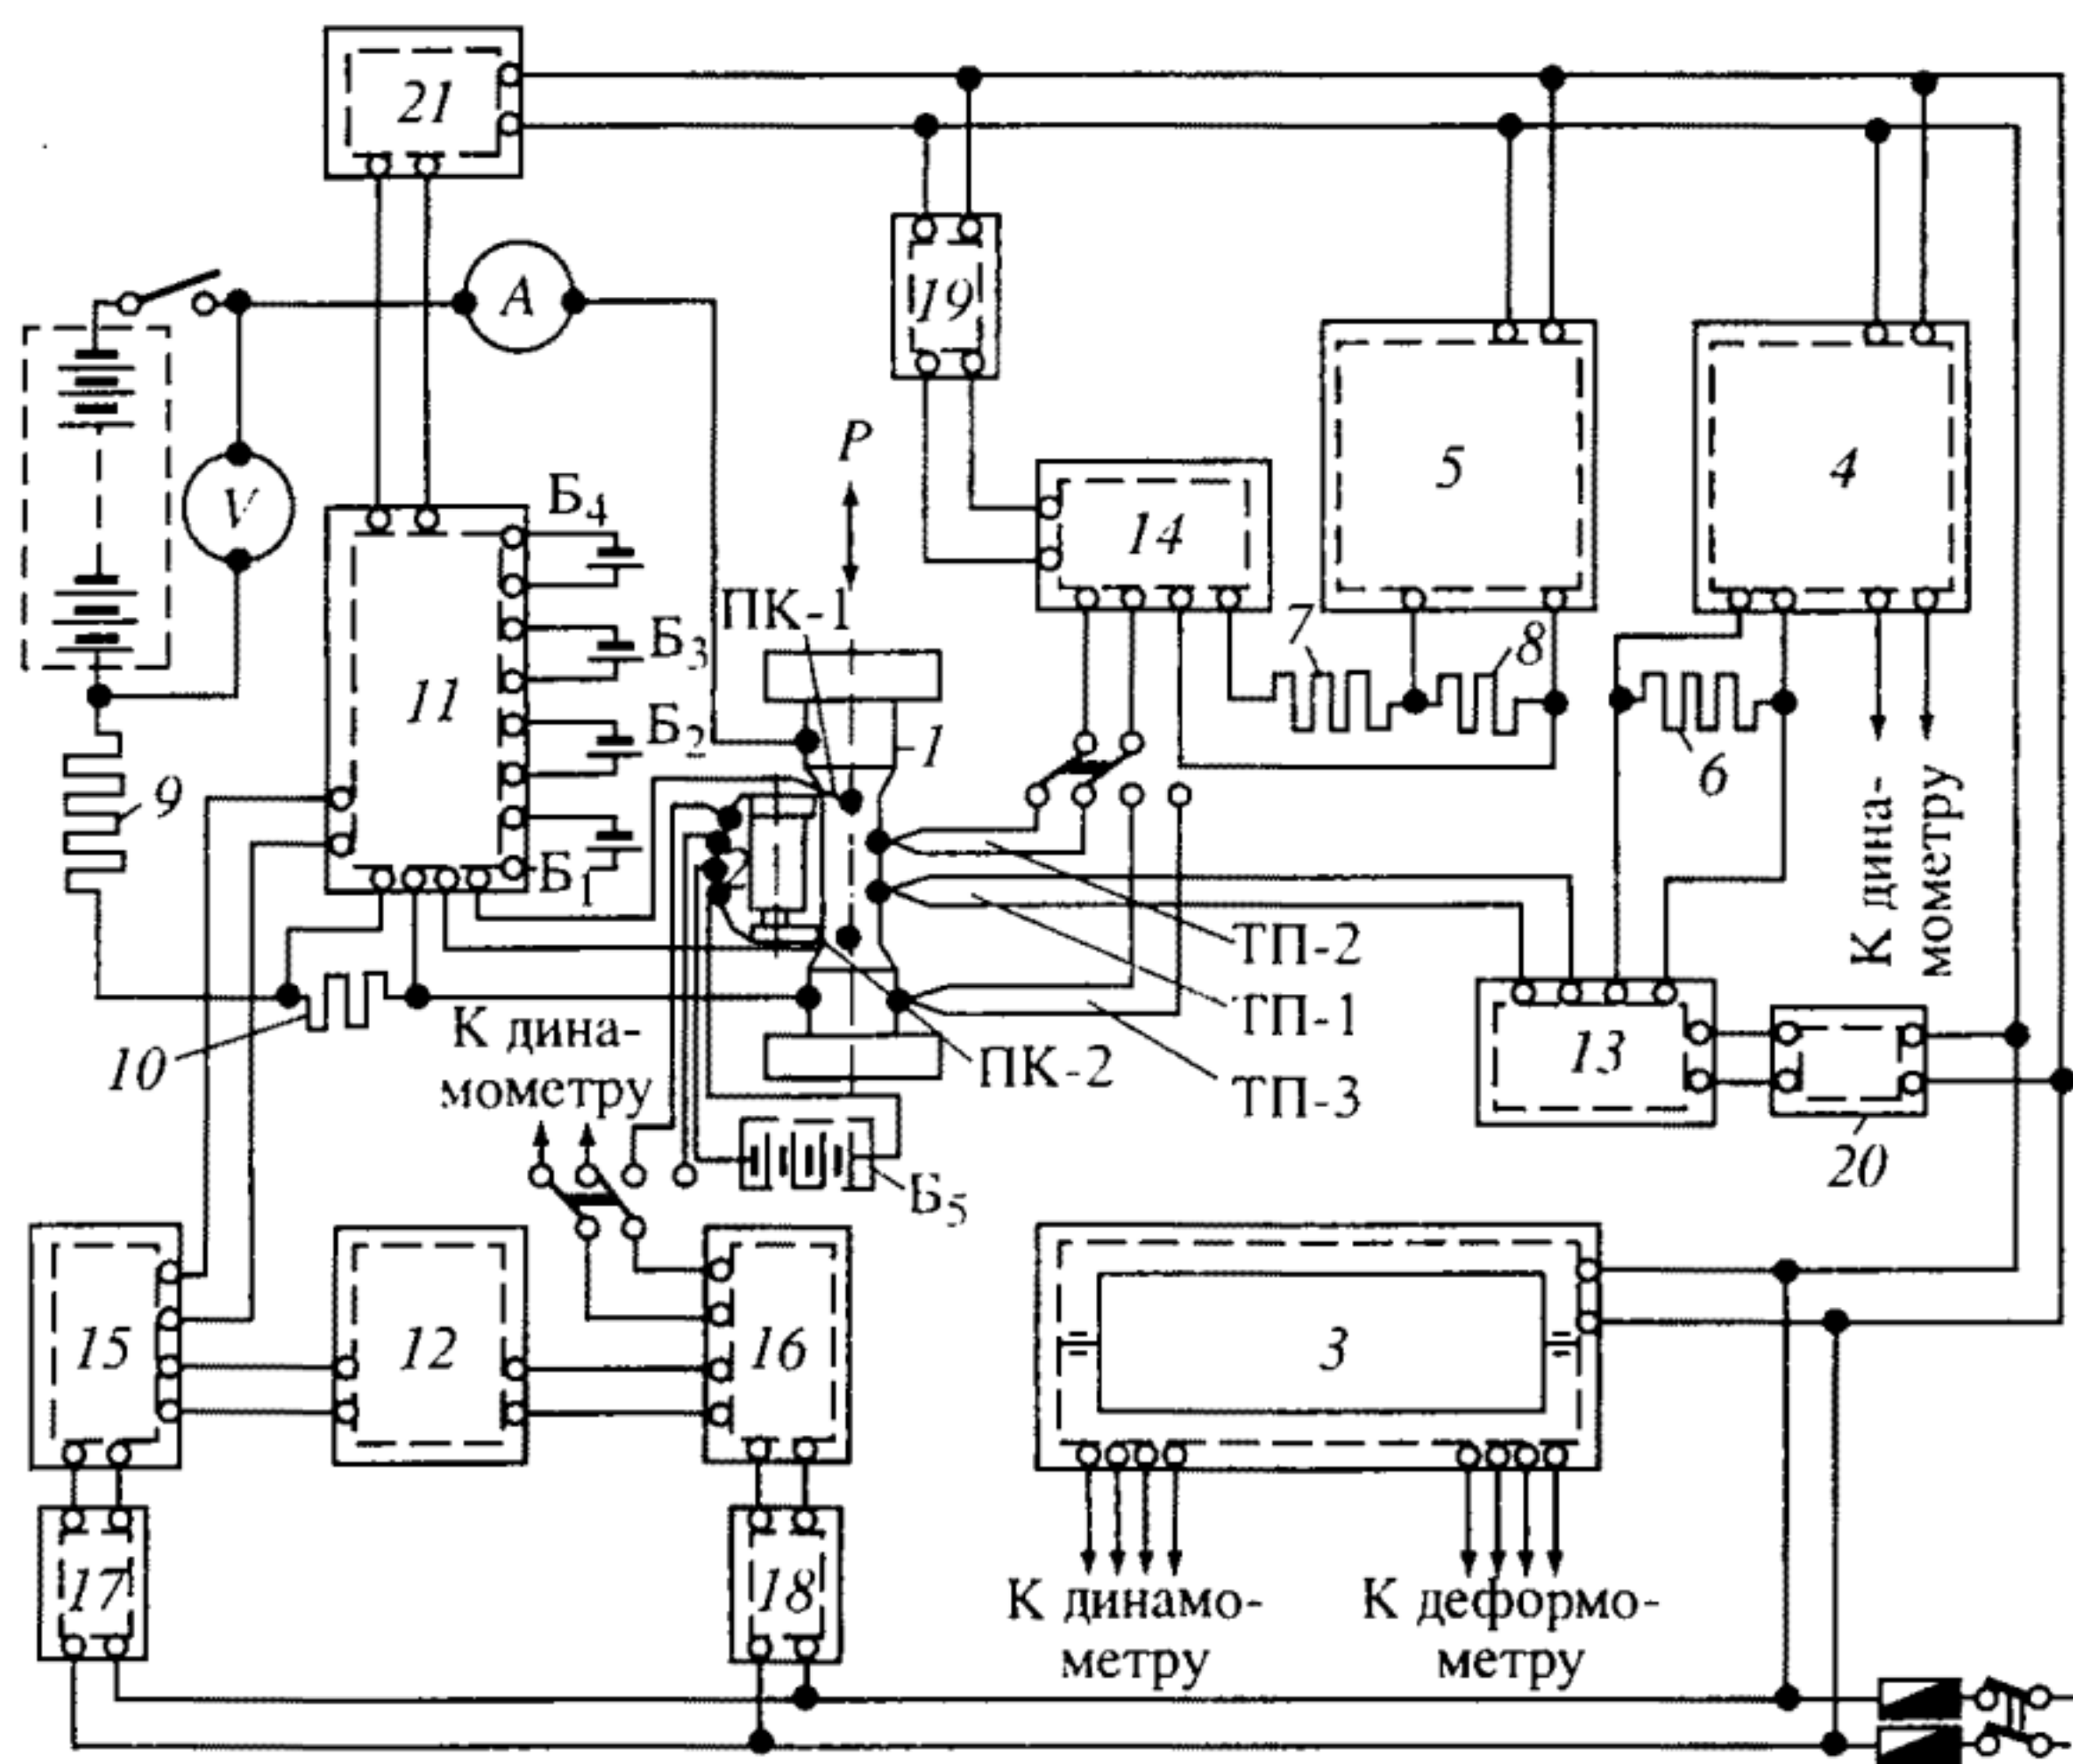 21
A
19
P
V
5
4
14
Б4
ПК-1
Б3
7
8
11
Б2
1
6
9
2
Б1
К дина-
мометру
ТП-2
ТП-1
10
К дина-
мометру
ПК-2
ТП-3
13
20
Б5
15
12
16
3
17
18
К динамо-
метру
К деформо-
метру